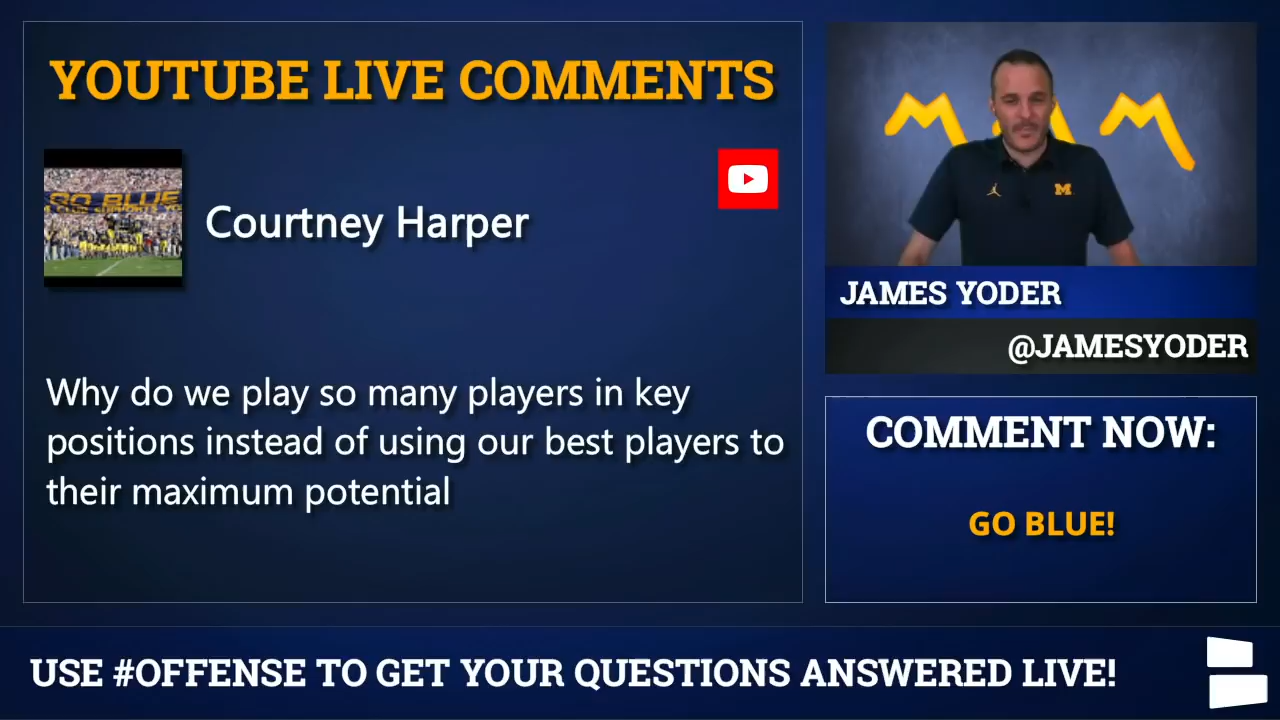 YOUTUBE LIVE COMMENTS
GO BLUE
Courtney Harper
Why do we play so many players in key
positions instead of using our best players to
their maximum potential
M
JAMES YODER
@JAMESYODER
COMMENT NOW:
GO BLUE!
USE #OFFENSE TO GET YOUR QUESTIONS ANSWERED LIVE!